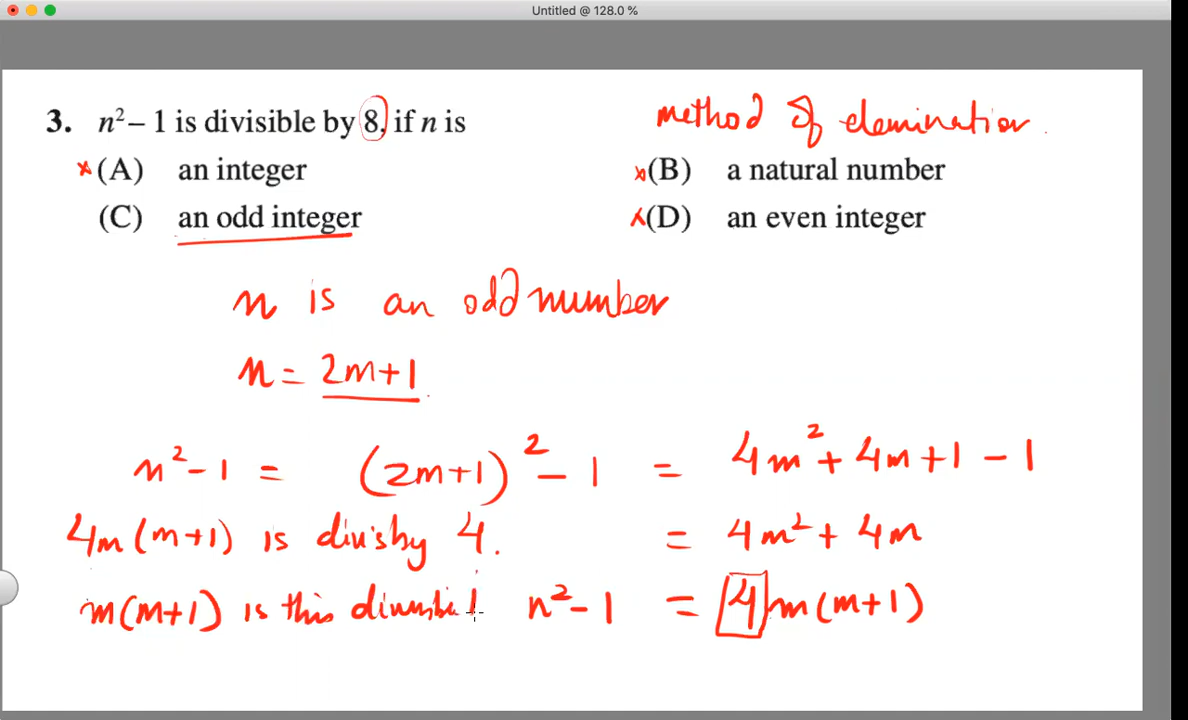 Untitled @ 128.0 %
3. n²– 1 is divisible by 8, if n is
method of elemination
×(A) an integer ×(B) a natural number
(C) an odd integer ×(D) an even integer
n is an odd number
n = 2m+1
n²-1 = (2m+1)²-1 = 4m²+4m+1-1
4m(m+1) is divisby 4. = 4m²+4m
m(m+1) is this n²-1 = 4m(m+1)